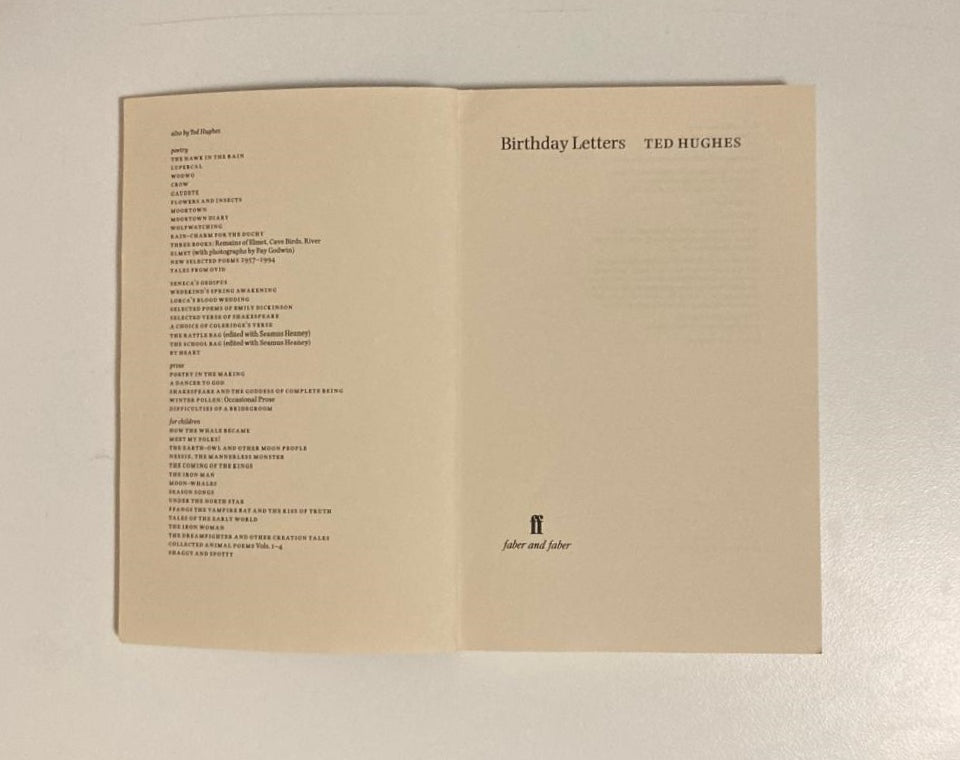 also by Ted Hughes
poetry
THE HAWK IN THE RAIN
LUPERCAL
WODWO
CROW
GAUDETE
FLOWERS AND INSECTS
MOORTOWN
MOORTOWN DIARY
WOLFWATCHING
RAIN-CHARM FOR THE DUCHY
THREE BOOKS: Remains of Elmet, Cave Birds, River
ELMET (with photographs by Fay Godwin)
NEW SELECTED POEMS 1957–1994
TALES FROM OVID
SENECA'S OEDIPUS
WEDEKIND'S SPRING AWAKENING
LORCA'S BLOOD WEDDING
SELECTED POEMS OF EMILY DICKINSON
SELECTED VERSE OF SHAKESPEARE
A CHOICE OF COLERIDGE'S VERSE
THE RATTLE BAG (edited with Seamus Heaney)
THE SCHOOL BAG (edited with Seamus Heaney)
BY HEART
prose
POETRY IN THE MAKING
A DANCER TO GOD
SHAKESPEARE AND THE GODDESS OF COMPLETE BEING
WINTER POLLEN: Occasional Prose
DIFFICULTIES OF A BRIDEGROOM
for children
HOW THE WHALE BECAME
MEET MY FOLKS!
THE EARTH-OWL AND OTHER MOON PEOPLE
NESSIE, THE MANNERLESS MONSTER
THE COMING OF THE KINGS
THE IRON MAN
MOON-WHALES
SEASON SONGS
UNDER THE NORTH STAR
FFANGS THE VAMPIRE BAT AND THE KISS OF TRUTH
TALES OF THE EARLY WORLD
THE IRON WOMAN
THE DREAMFIGHTER AND OTHER CREATION TALES
COLLECTED ANIMAL POEMS Vols. 1–4
SHAGGY AND SPOTTY
Birthday Letters TED HUGHES
ff
faber and faber